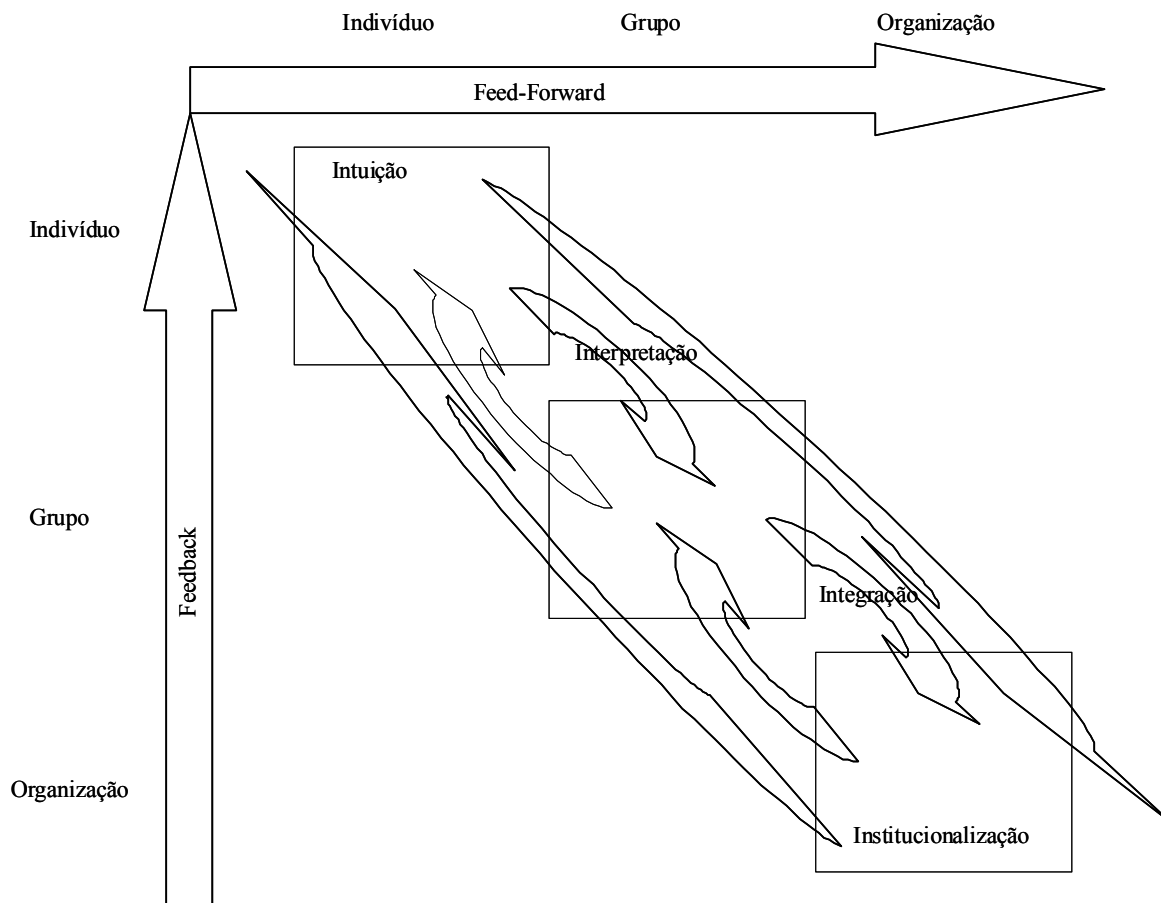 Indivíduo
Grupo
Organização
Feed-Forward
Intuição
Indivíduo
Interpretação
Grupo
Feedback
Integração
Organização
Institucionalização